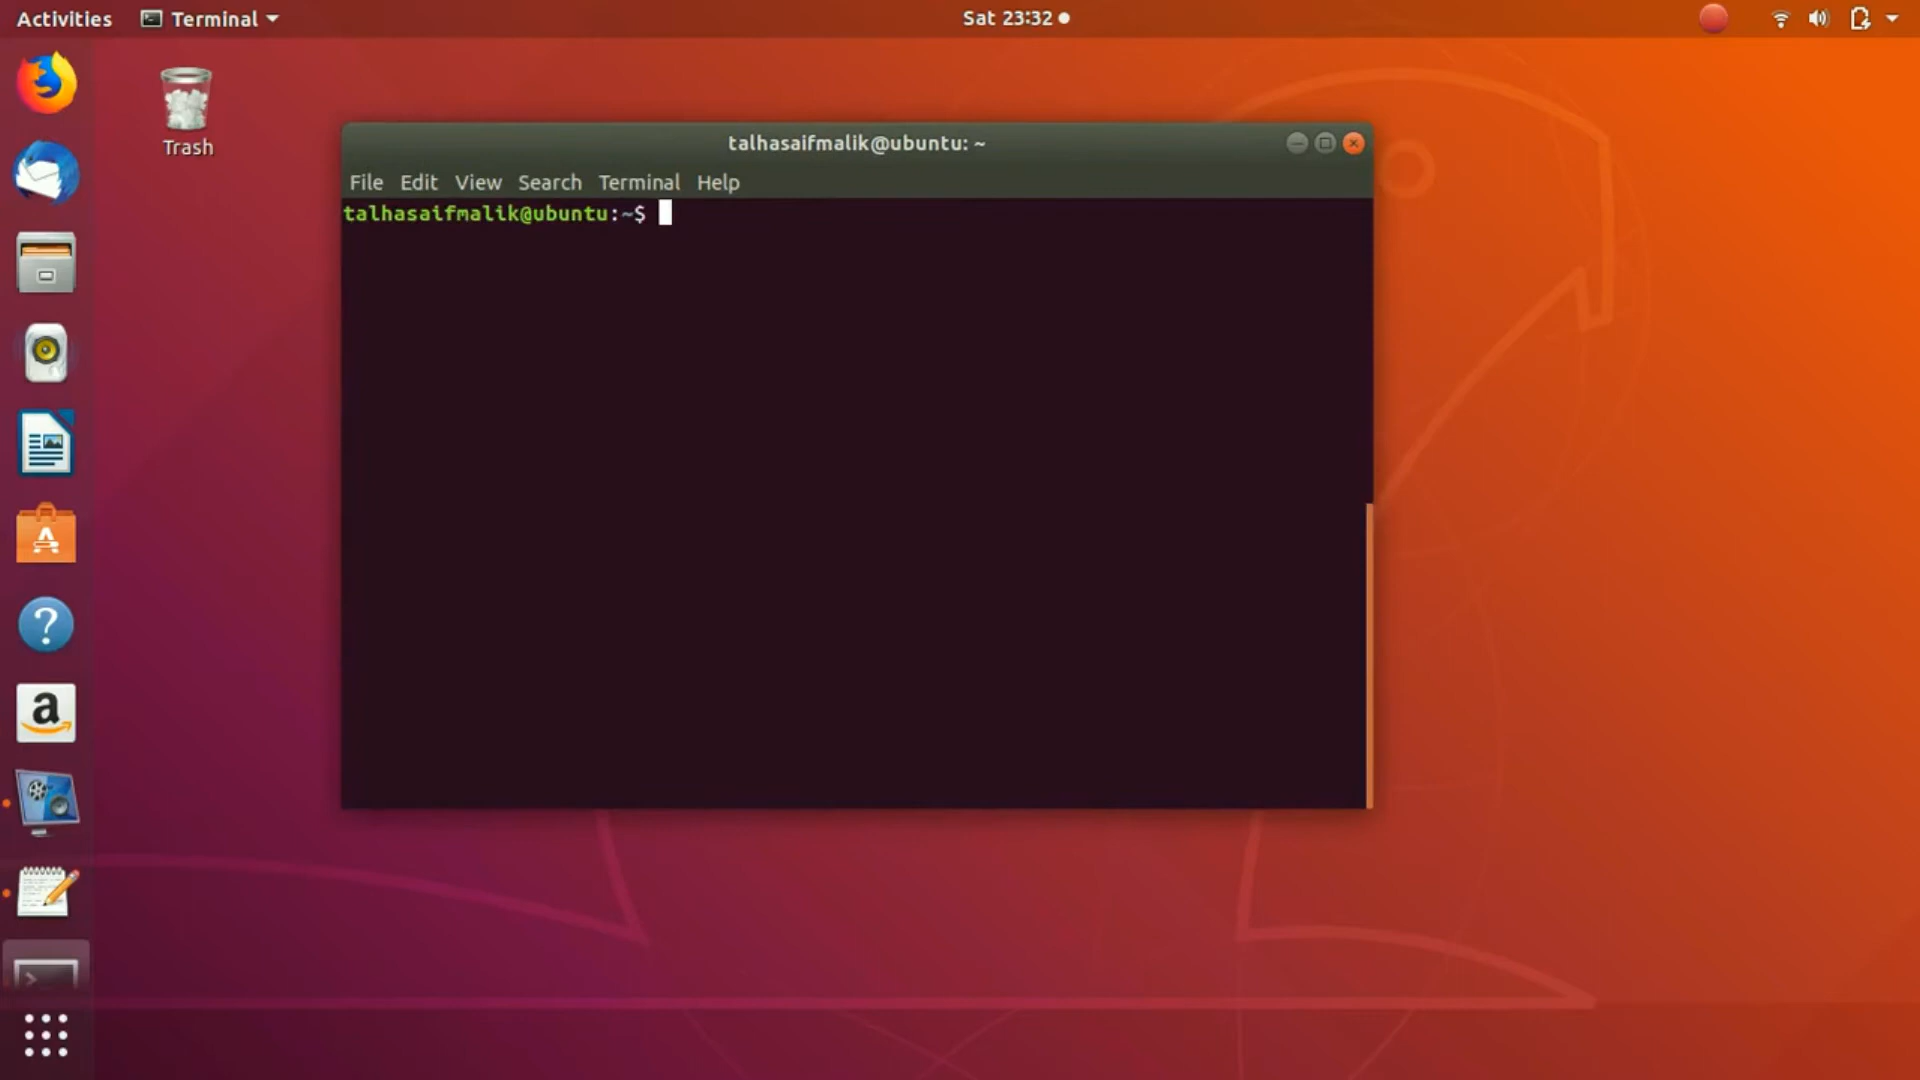 Activities Terminal Sat 23:32
Trash
talhasaifmalik@ubuntu: ~
File Edit View Search Terminal Help
talhasaifmalik@ubuntu:~$